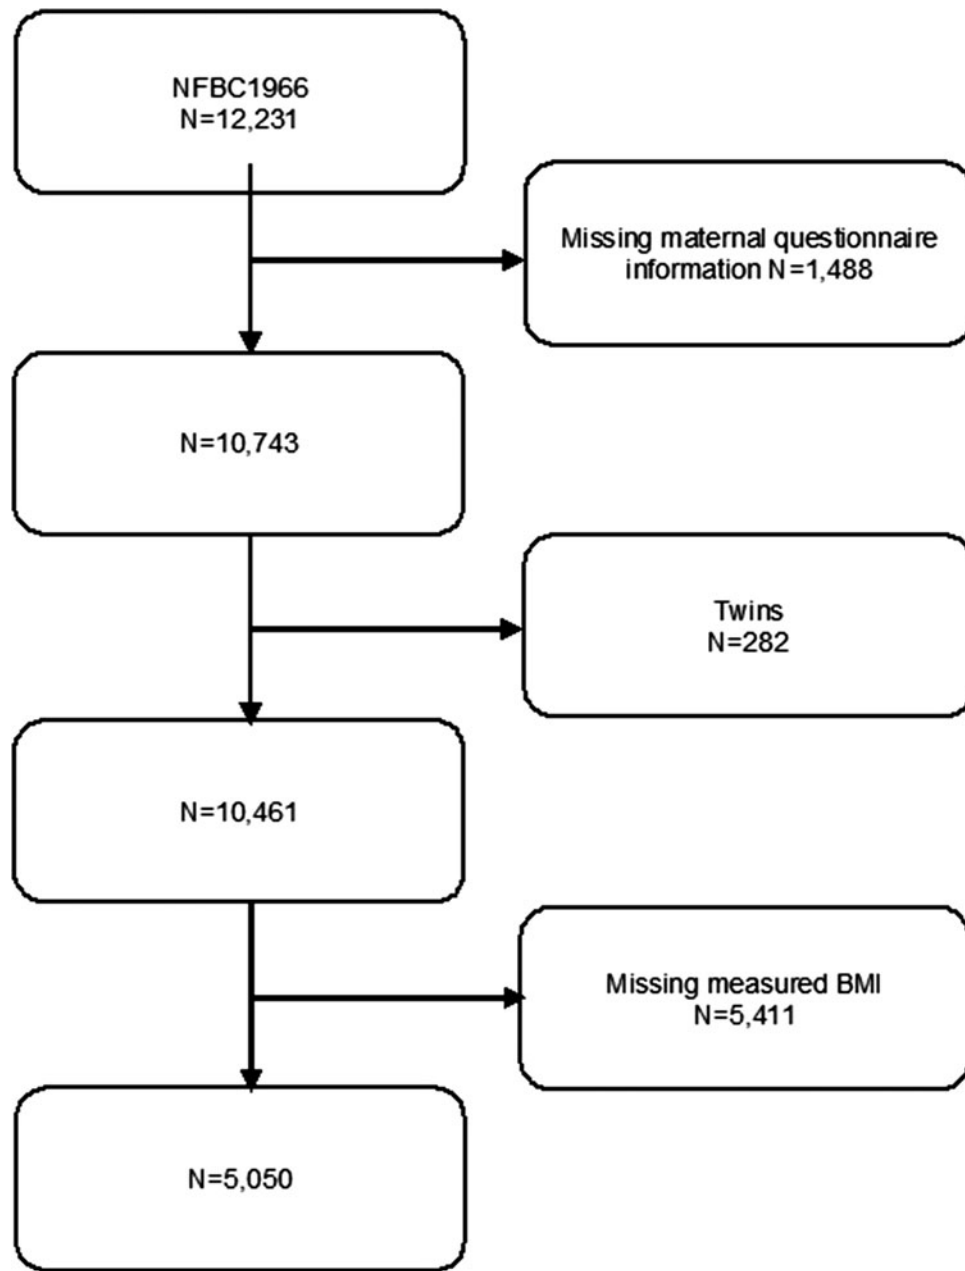 NFBC1966
N=12,231
Missing maternal questionnaire
information N=1,488
N=10,743
Twins
N=282
N=10,461
Missing measured BMI
N=5,411
N=5,050